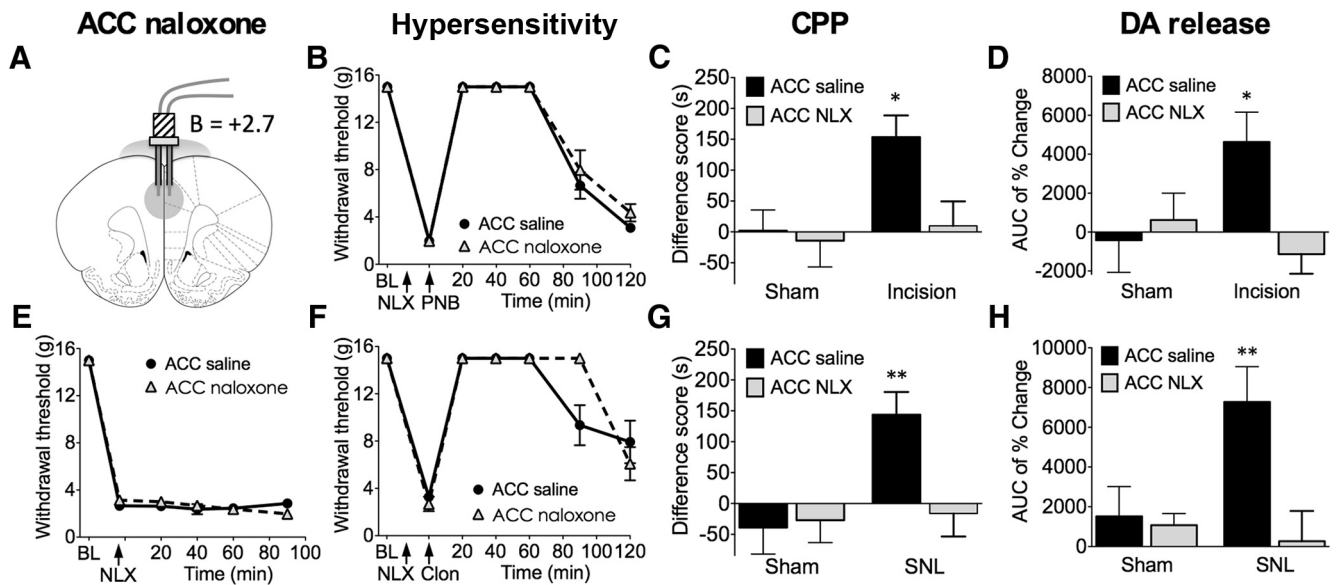 ACC naloxone
Hypersensitivity
CPP
DA release
A
B = +2.7
B
Withdrawal threhold (g)
16
12
8
4
0
ACC saline
ACC naloxone
BL
20 40 60 80 100 120
NLX PNB Time (min)
C
Difference score (s)
250
200
150
100
50
0
-50
ACC saline
ACC NLX
*
Sham Incision
D
AUC of % Change
8000
6000
4000
2000
0
-2000
ACC saline
ACC NLX
*
Sham Incision
E
Withdrawal threhold (g)
16
12
8
4
0
ACC saline
ACC naloxone
BL 20 40 60 80 100
NLX Time (min)
F
Withdrawal threhold (g)
16
12
8
4
0
ACC saline
ACC naloxone
BL 20 40 60 80 100 120
NLX Clon Time (min)
G
Difference score (s)
250
200
150
100
50
0
-50
ACC saline
ACC NLX
**
Sham SNL
H
AUC of % Change
10000
8000
6000
4000
2000
0
ACC saline
ACC NLX
**
Sham SNL